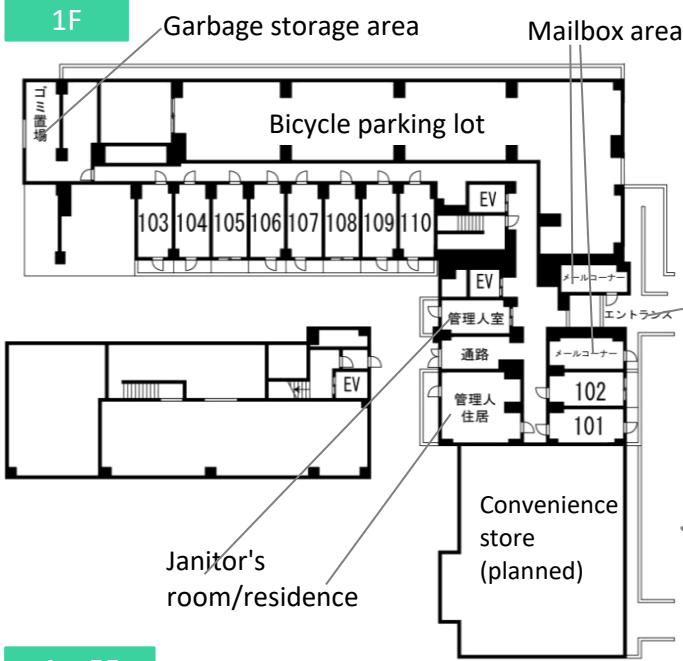 1F
Garbage storage area
Mailbox area
ゴミ置場
Bicycle parking lot
103 104 105 106 107 108 109 110
EV
メールコーナー
EV
エントランス
管理人室
通路
メールコーナー
EV
102
管理人
住居
101
Convenience
store
(planned)
Janitor's
room/residence